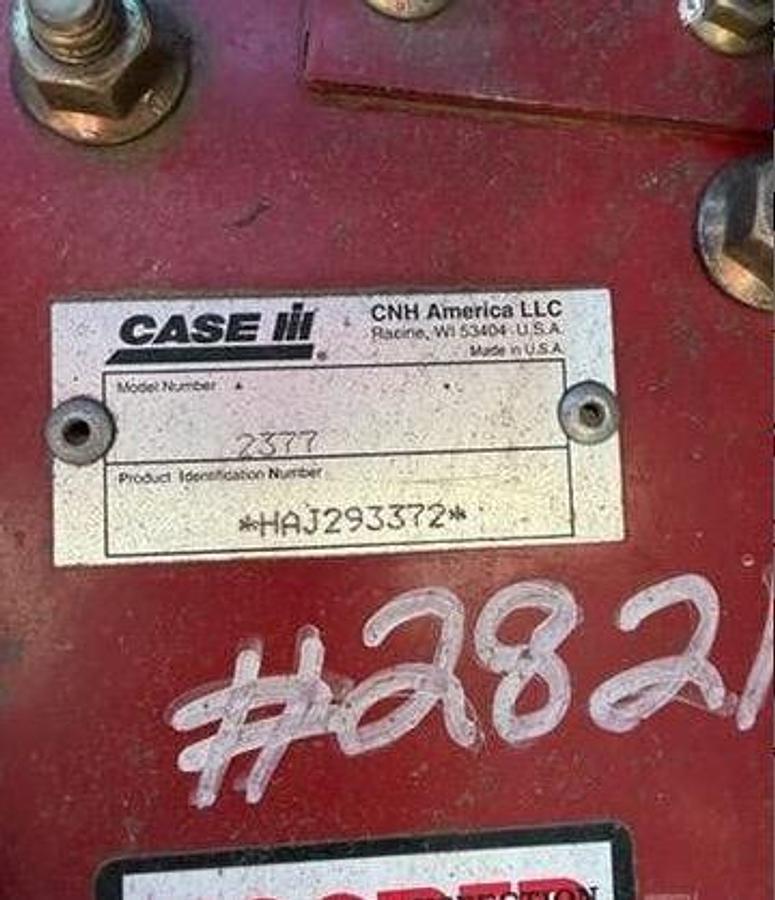 CASE IH®
CNH America LLC
Racine, WI 53404 U.S.A.
Made in U.S.A.
Model Number
2377
Product Identification Number
*HAJ293372*
#2821